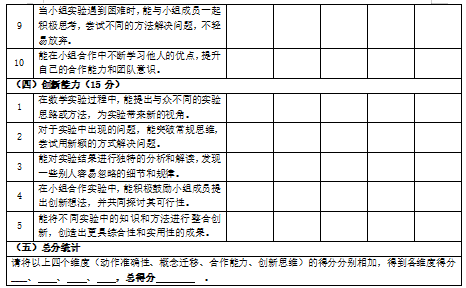 9
当小组实验遇到困难时，能与小组成员一起
积极思考，尝试不同的方法解决问题，不轻
易放弃。
10
能在小组合作中不断学习他人的优点，提升
自己的合作能力和团队意识。
（四）创新能力（15 分）
1
在数学实验过程中，能提出与众不同的实验
思路或方法，为实验带来新的视角。
2
对于实验中出现的问题，能突破常规思维，
尝试用新颖的方式解决问题。
3
能对实验结果进行独特的分析和解读，发现
一些别人容易忽略的细节和规律。
4
在小组合作实验中，能积极鼓励小组成员提
出创新想法，并共同探讨其可行性。
5
能将不同实验中的知识和方法进行整合创
新，创造出更具综合性和实用性的成果。
（五）总分统计
请将以上四个维度（动作准确性、概念迁移、合作能力、创新思维）的得分分别相加，得到各维度得分
___、____、____、____，总得分________ 。